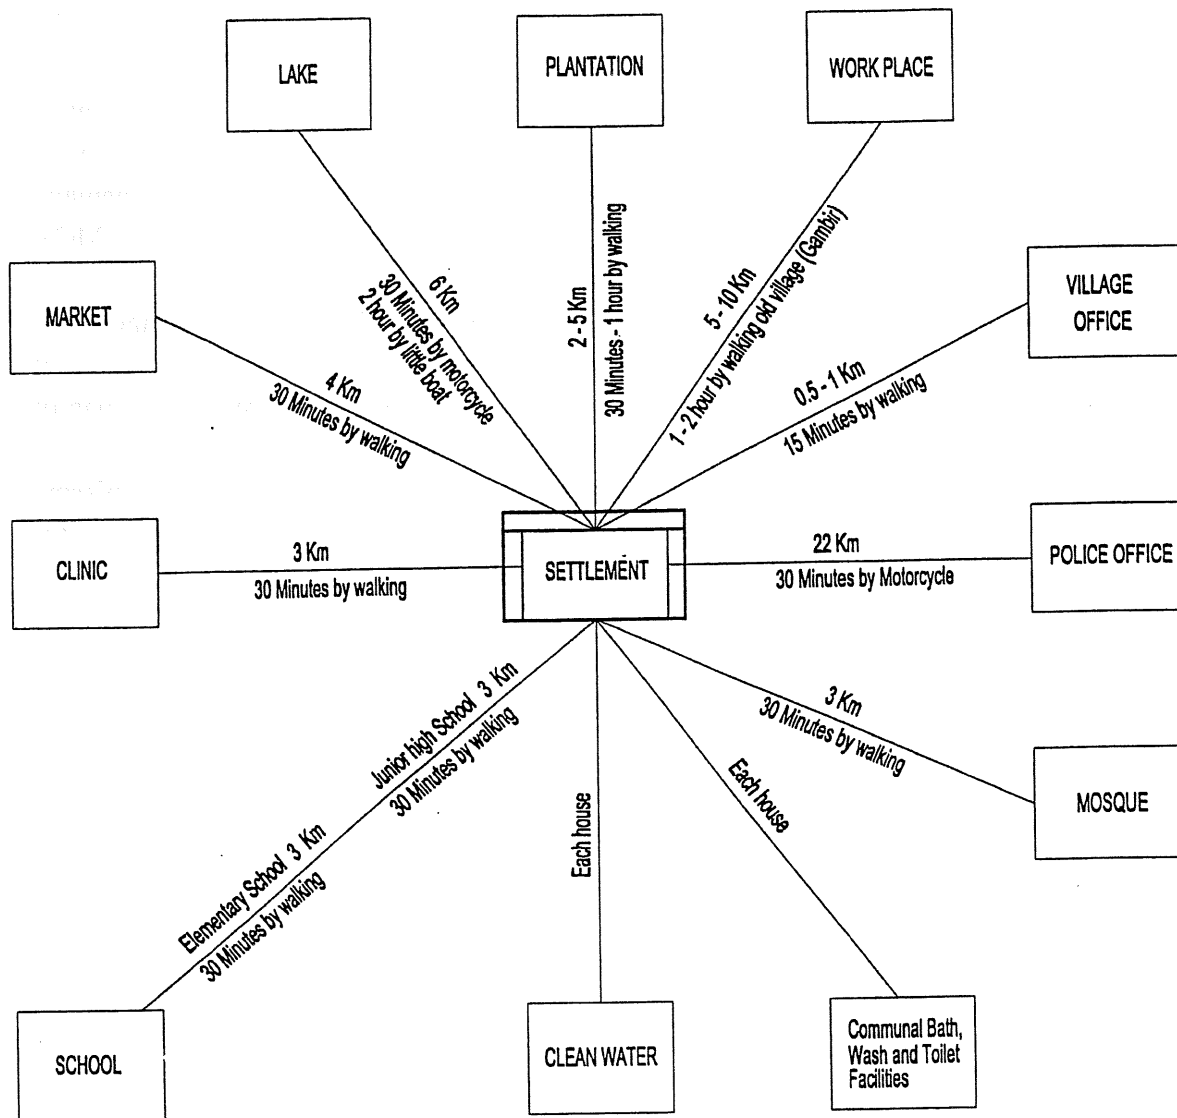 LAKE
PLANTATION
WORK PLACE
MARKET
VILLAGE
OFFICE
6 Km
30 Minutes by motorcycle
2 hour by little boat
2 - 5 Km
30 Minutes - 1 hour by walking
5 - 10 Km
1 - 2 hour by walking old village (Gambir)
4 Km
30 Minutes by walking
0.5 - 1 Km
15 Minutes by walking
CLINIC
3 Km
30 Minutes by walking
SETTLEMENT
22 Km
30 Minutes by Motorcycle
POLICE OFFICE
Junior high School 3 Km
30 Minutes by walking
Elementary School 3 Km
30 Minutes by walking
Each house
Each house
3 Km
30 Minutes by walking
MOSQUE
SCHOOL
CLEAN WATER
Communal Bath,
Wash and Toilet
Facilities